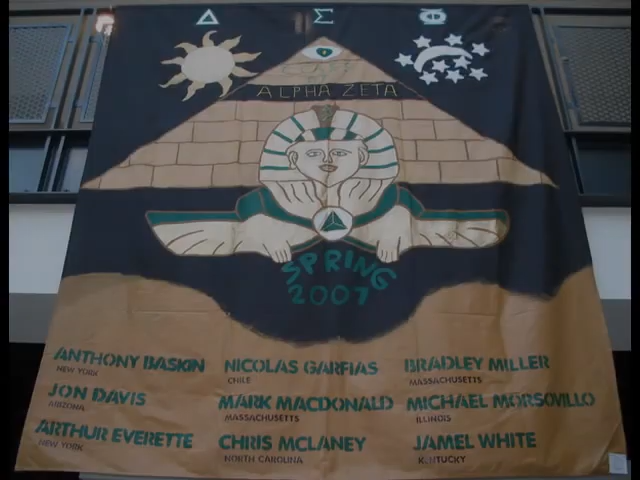 Δ Σ Φ
ALPHA ZETA
SPRING
2007
ANTHONY BASKIN
NEW YORK
NICOLAS GARFIAS
CHILE
BRADLEY MILLER
MASSACHUSETTS
JON DAVIS
ARIZONA
MARK MACDONALD
MASSACHUSETTS
MICHAEL MORSOVILLO
ILLINOIS
ARTHUR EVERETTE
NEW YORK
CHRIS MCLANEY
NORTH CAROLINA
JAMEL WHITE
KENTUCKY